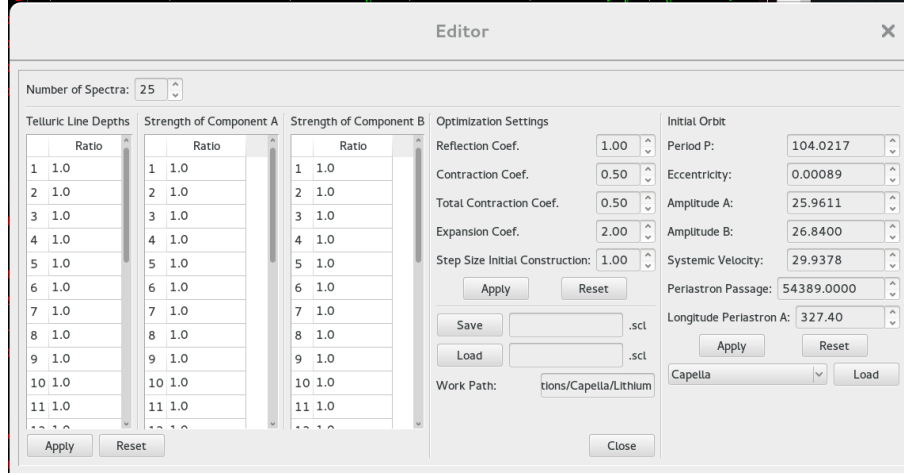 Editor
Number of Spectra: 25
Telluric Line Depths
Ratio
1 1.0
2 1.0
3 1.0
4 1.0
5 1.0
6 1.0
7 1.0
8 1.0
9 1.0
10 1.0
11 1.0
12 1.0
Apply Reset
Strength of Component A
Ratio
1 1.0
2 1.0
3 1.0
4 1.0
5 1.0
6 1.0
7 1.0
8 1.0
9 1.0
10 1.0
11 1.0
12 1.0
Strength of Component B
Ratio
1 1.0
2 1.0
3 1.0
4 1.0
5 1.0
6 1.0
7 1.0
8 1.0
9 1.0
10 1.0
11 1.0
12 1.0
Optimization Settings
Reflection Coef. 1.00
Contraction Coef. 0.50
Total Contraction Coef. 0.50
Expansion Coef. 2.00
Step Size Initial Construction: 1.00
Apply Reset
Save .scl
Load .scl
Work Path: tions/Capella/Lithium
Close
Initial Orbit
Period P: 104.0217
Eccentricity: 0.00089
Amplitude A: 25.9611
Amplitude B: 26.8400
Systemic Velocity: 29.9378
Periastron Passage: 54389.0000
Longitude Periastron A: 327.40
Apply Reset
Capella Load